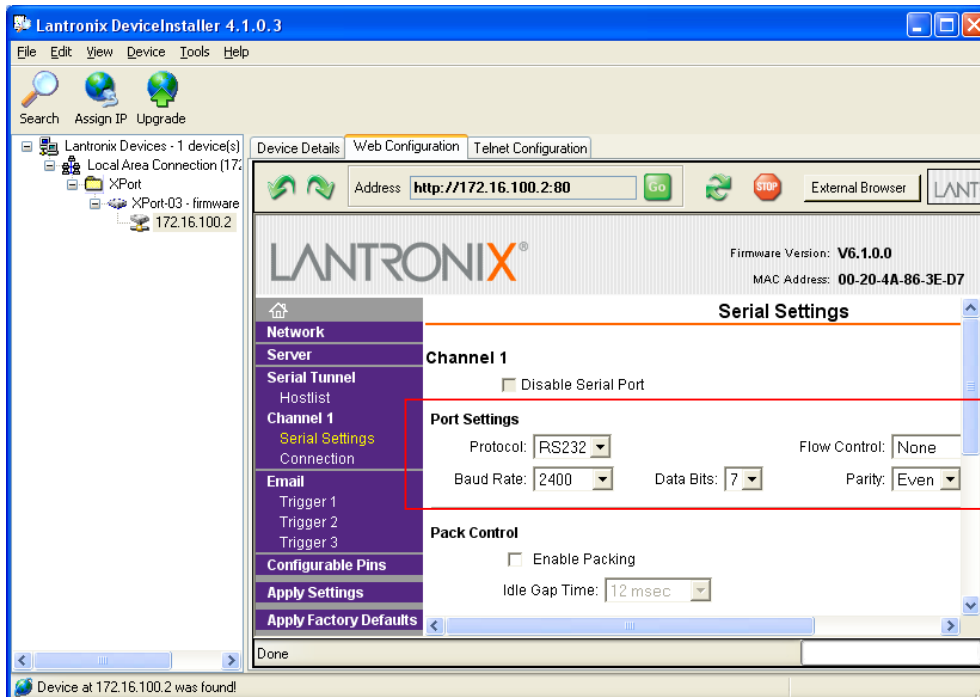 Lantronix DeviceInstaller 4.1.0.3
File Edit View Device Tools Help
Search Assign IP Upgrade
Lantronix Devices - 1 device(s)
Local Area Connection (172
XPort
XPort-03 - firmware
172.16.100.2
Device Details Web Configuration Telnet Configuration
Address http://172.16.100.2:80 Go STOP External Browser LANT
LANTRONIX®
Firmware Version: V6.1.0.0
MAC Address: 00-20-4A-86-3E-D7
Network
Server
Serial Tunnel
Hostlist
Channel 1
Serial Settings
Connection
Email
Trigger 1
Trigger 2
Trigger 3
Configurable Pins
Apply Settings
Apply Factory Defaults
Serial Settings
Channel 1
Disable Serial Port
Port Settings
Protocol: RS232 Flow Control: None
Baud Rate: 2400 Data Bits: 7 Parity: Even
Pack Control
Enable Packing
Idle Gap Time: 12 msec
Done
Device at 172.16.100.2 was found!